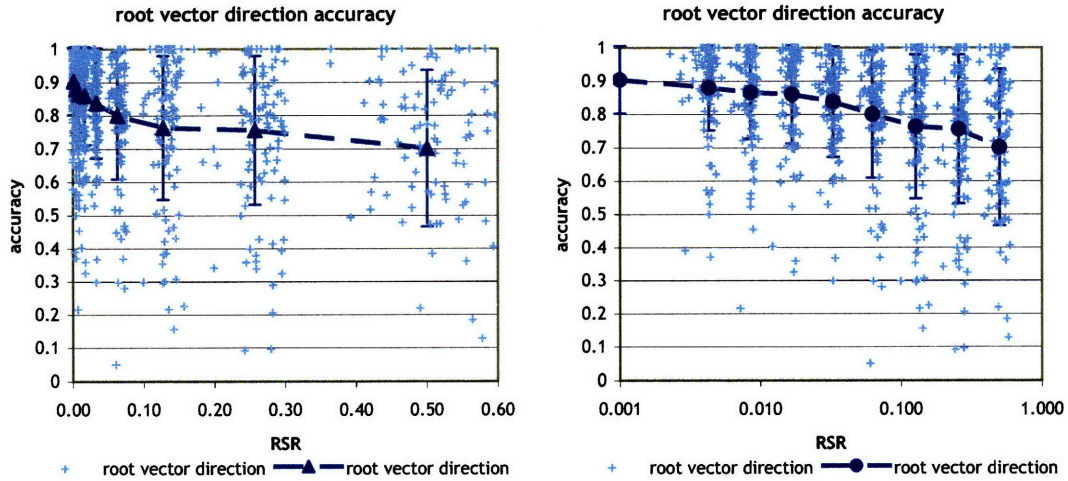 root vector direction accuracy
accuracy
1
0.9
0.8
0.7
0.6
0.5
0.4
0.3
0.2
0.1
0
0.00 0.10 0.20 0.30 0.40 0.50 0.60
RSR
root vector direction root vector direction
root vector direction accuracy
accuracy
1
0.9
0.8
0.7
0.6
0.5
0.4
0.3
0.2
0.1
0
0.001 0.010 0.100 1.000
RSR
root vector direction root vector direction